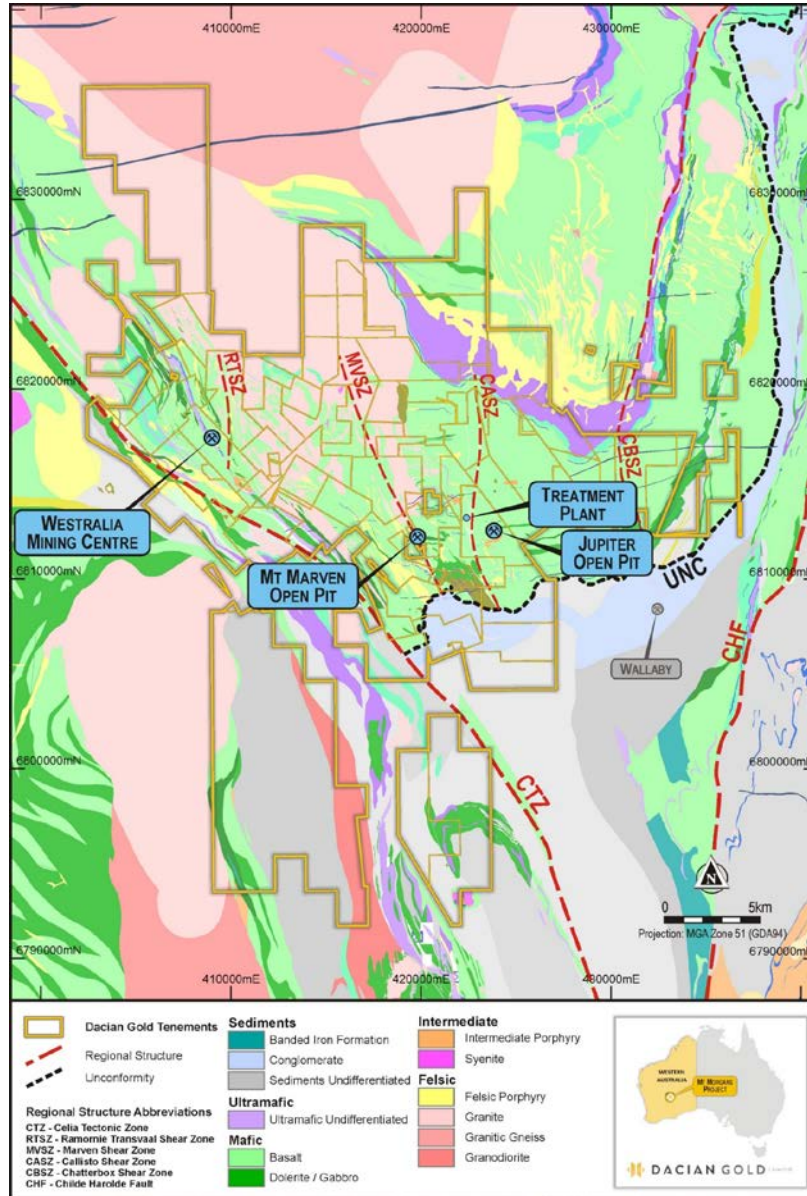 410000mE
420000mE
430000mE
6830000mN
6830000mN
6820000mN
6820000mN
RTSZ
MVSZ
CASZ
CBSZ
WESTRALIA
MINING CENTRE
TREATMENT
PLANT
MT MARVEN
OPEN PIT
JUPITER
OPEN PIT
6810000mN
6810000mN
UNC
WALLABY
CHF
6800000mN
6800000mN
CTZ
N
0
5km
Projection: MGA Zone 51 (GDA94)
6790000mN
6790000mN
410000mE
420000mE
430000mE
Dacian Gold Tenements
Regional Structure
Unconformity
Regional Structure Abbreviations
CTZ - Celia Tectonic Zone
RTSZ - Ramornie Transvaal Shear Zone
MVSZ - Marven Shear Zone
CASZ - Callisto Shear Zone
CBSZ - Chatterbox Shear Zone
CHF - Childe Harolde Fault
Sediments
Banded Iron Formation
Conglomerate
Sediments Undifferentiated
Ultramafic
Ultramafic Undifferentiated
Mafic
Basalt
Dolerite / Gabbro
Intermediate
Intermediate Porphyry
Syenite
Felsic
Felsic Porphyry
Granite
Granitic Gneiss
Granodiorite
WESTERN
AUSTRALIA
MT MORGANS
PROJECT
DACIAN GOLD LIMITED